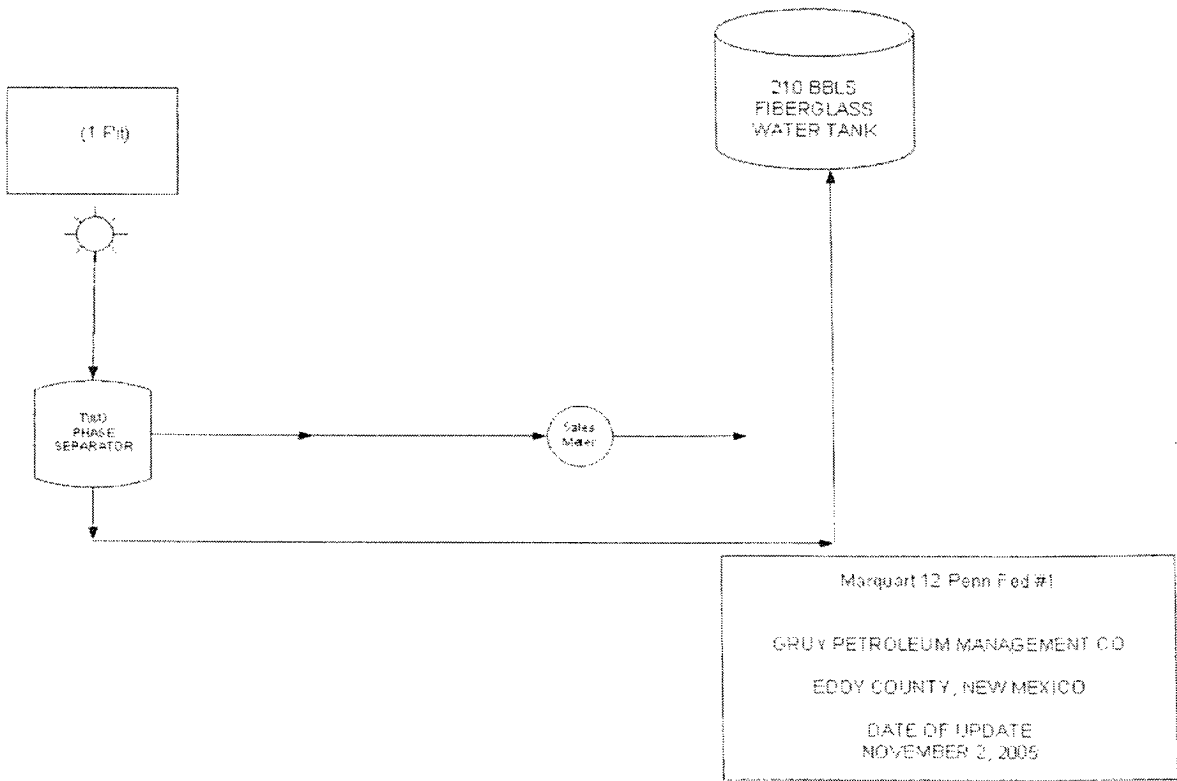 210 BBLS
FIBERGLASS
WATER TANK
(1 Pit)
TWO
PHASE
SEPARATOR
Sales
Meter
Marquart 12 Penn Fed #1
GRUY PETROLEUM MANAGEMENT CO
EDDY COUNTY, NEW MEXICO
DATE OF UPDATE
NOVEMBER 2, 2005